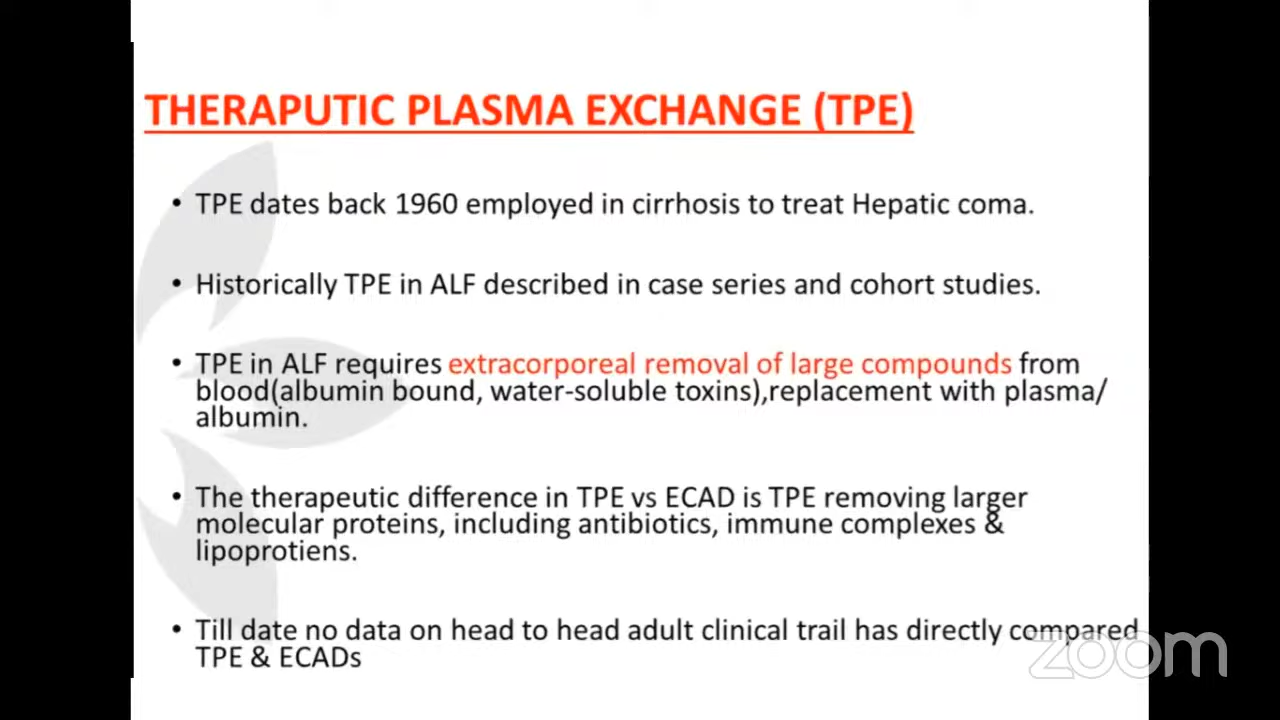 THERAPUTIC PLASMA EXCHANGE (TPE)
• TPE dates back 1960 employed in cirrhosis to treat Hepatic coma.
• Historically TPE in ALF described in case series and cohort studies.
• TPE in ALF requires extracorporeal removal of large compounds from
blood(albumin bound, water-soluble toxins),replacement with plasma/
albumin.
• The therapeutic difference in TPE vs ECAD is TPE removing larger
molecular proteins, including antibiotics, immune complexes &
lipoprotiens.
• Till date no data on head to head adult clinical trail has directly compared
TPE & ECADs
zoom